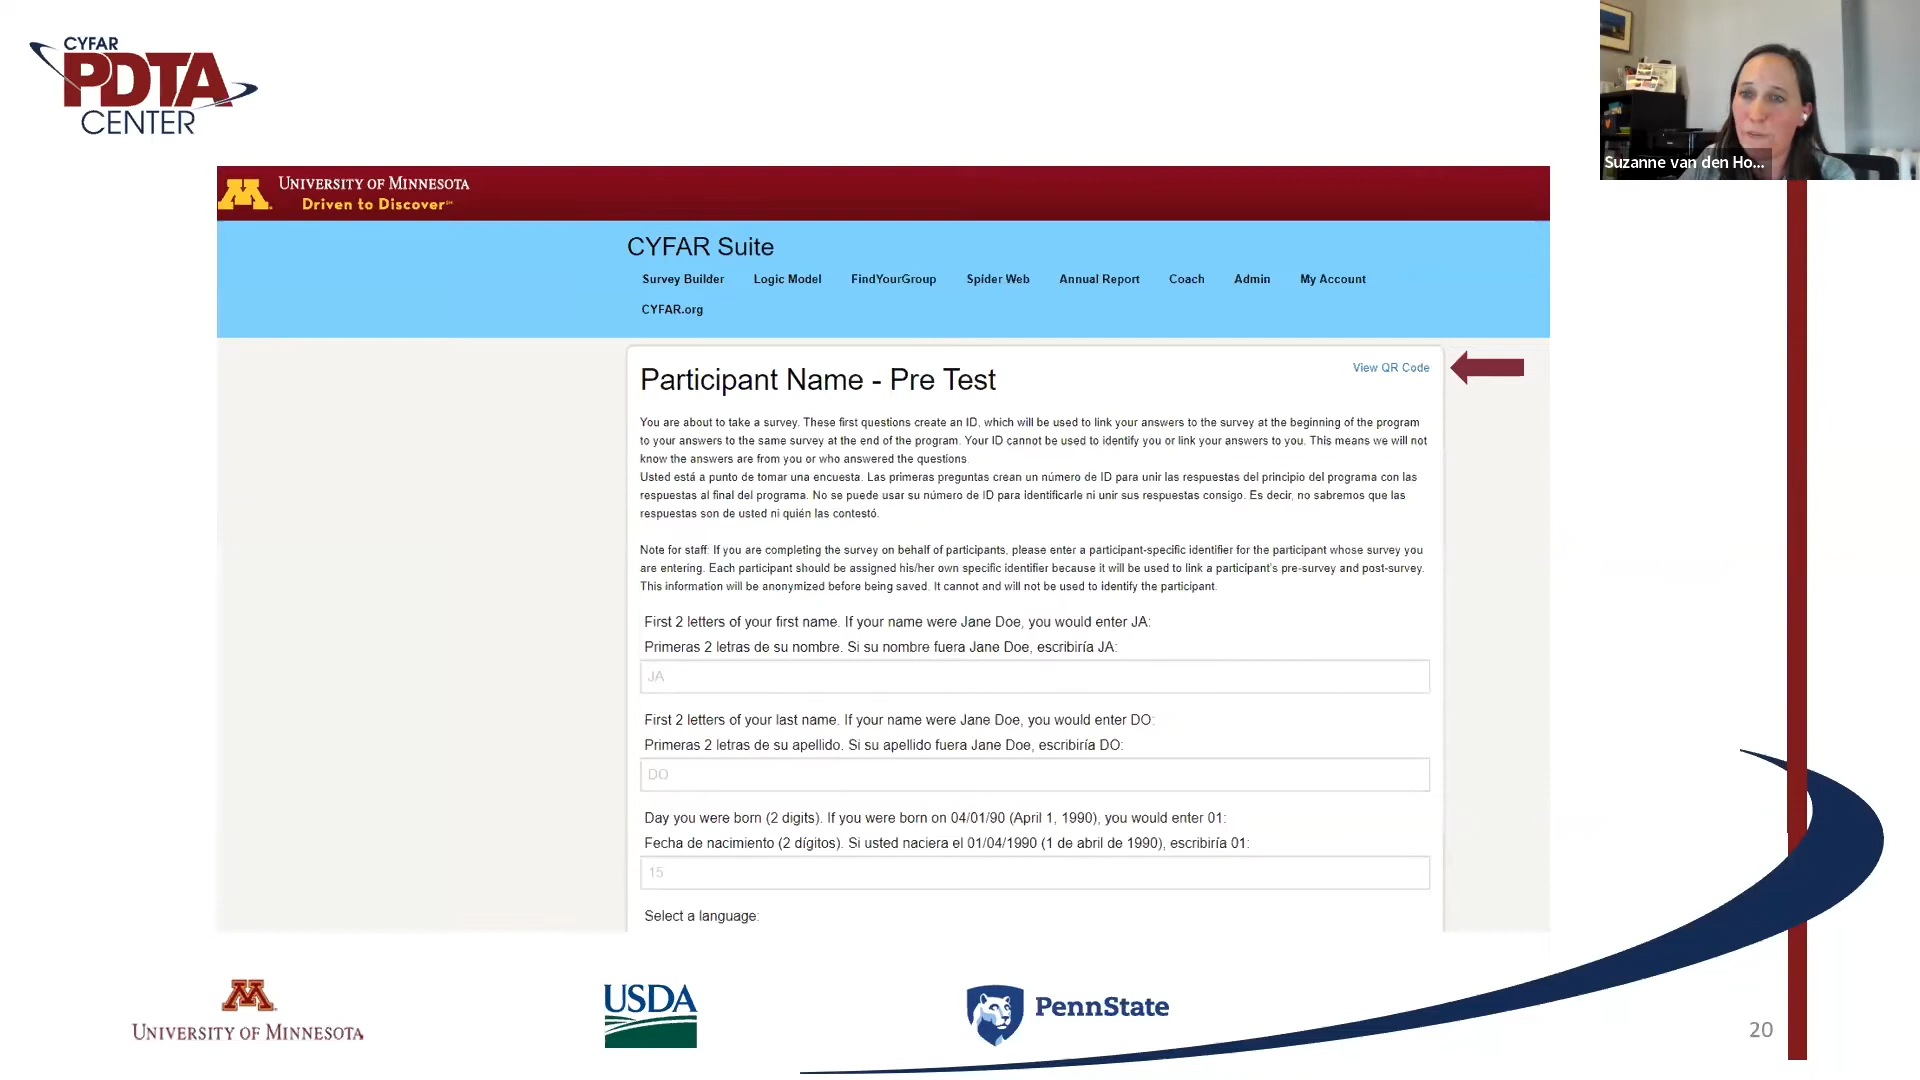 CYFAR
PDTA
CENTER
Suzanne van den Ho...
UNIVERSITY OF MINNESOTA
Driven to Discover
CYFAR Suite
Survey Builder Logic Model FindYourGroup Spider Web Annual Report Coach Admin My Account
CYFAR.org
View QR Code
Participant Name - Pre Test
You are about to take a survey. These first questions create an ID, which will be used to link your answers to the survey at the beginning of the program
to your answers to the same survey at the end of the program. Your ID cannot be used to identify you or link your answers to you. This means we will not
know the answers are from you or who answered the questions.
Usted está a punto de tomar una encuesta. Las primeras preguntas crean un número de ID para unir las respuestas del principio del programa con las
respuestas al final del programa. No se puede usar su número de ID para identificarle ni unir sus respuestas consigo. Es decir, no sabremos que las
respuestas son de usted ni quién las contestó.
Note for staff: If you are completing the survey on behalf of participants, please enter a participant-specific identifier for the participant whose survey you
are entering. Each participant should be assigned his/her own specific identifier because it will be used to link a participant's pre-survey and post-survey.
This information will be anonymized before being saved. It cannot and will not be used to identify the participant.
First 2 letters of your first name. If your name were Jane Doe, you would enter JA:
Primeras 2 letras de su nombre. Si su nombre fuera Jane Doe, escribiría JA:
JA
First 2 letters of your last name. If your name were Jane Doe, you would enter DO:
Primeras 2 letras de su apellido. Si su apellido fuera Jane Doe, escribiría DO:
DO
Day you were born (2 digits). If you were born on 04/01/90 (April 1, 1990), you would enter 01:
Fecha de nacimiento (2 dígitos). Si usted naciera el 01/04/1990 (1 de abril de 1990), escribiría 01:
15
Select a language:
UNIVERSITY OF MINNESOTA
USDA
PennState
20